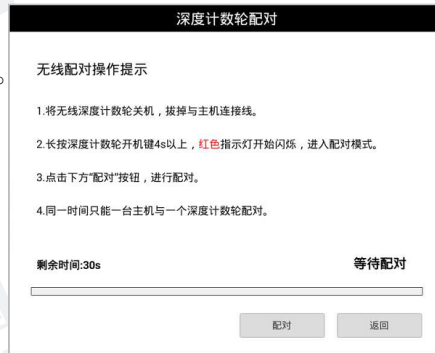 深度计数轮配对
无线配对操作提示
1.将无线深度计数轮关机，拔掉与主机连接线。
2.长按深度计数轮开机键4s以上，红色指示灯开始闪烁，进入配对模式。
3.点击下方“配对”按钮，进行配对。
4.同一时间只能一台主机与一个深度计数轮配对。
剩余时间:30s 等待配对
配对 返回